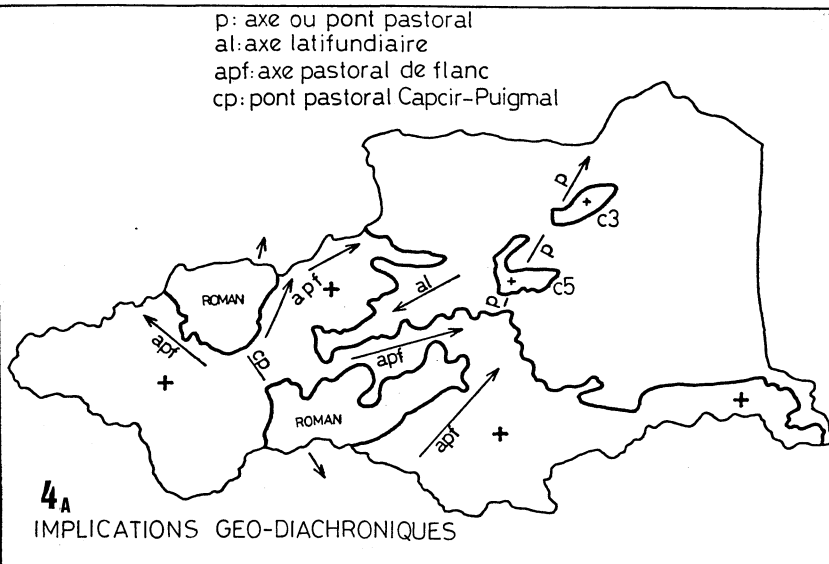 p: axe ou pont pastoral
al: axe latifundiaire
apf: axe pastoral de flanc
cp: pont pastoral Capcir-Puigmal
p
c3
p
apf
+
al
c5
p
ROMAN
apf
cp
apf
ROMAN
apf
4A
IMPLICATIONS GEO-DIACHRONIQUES